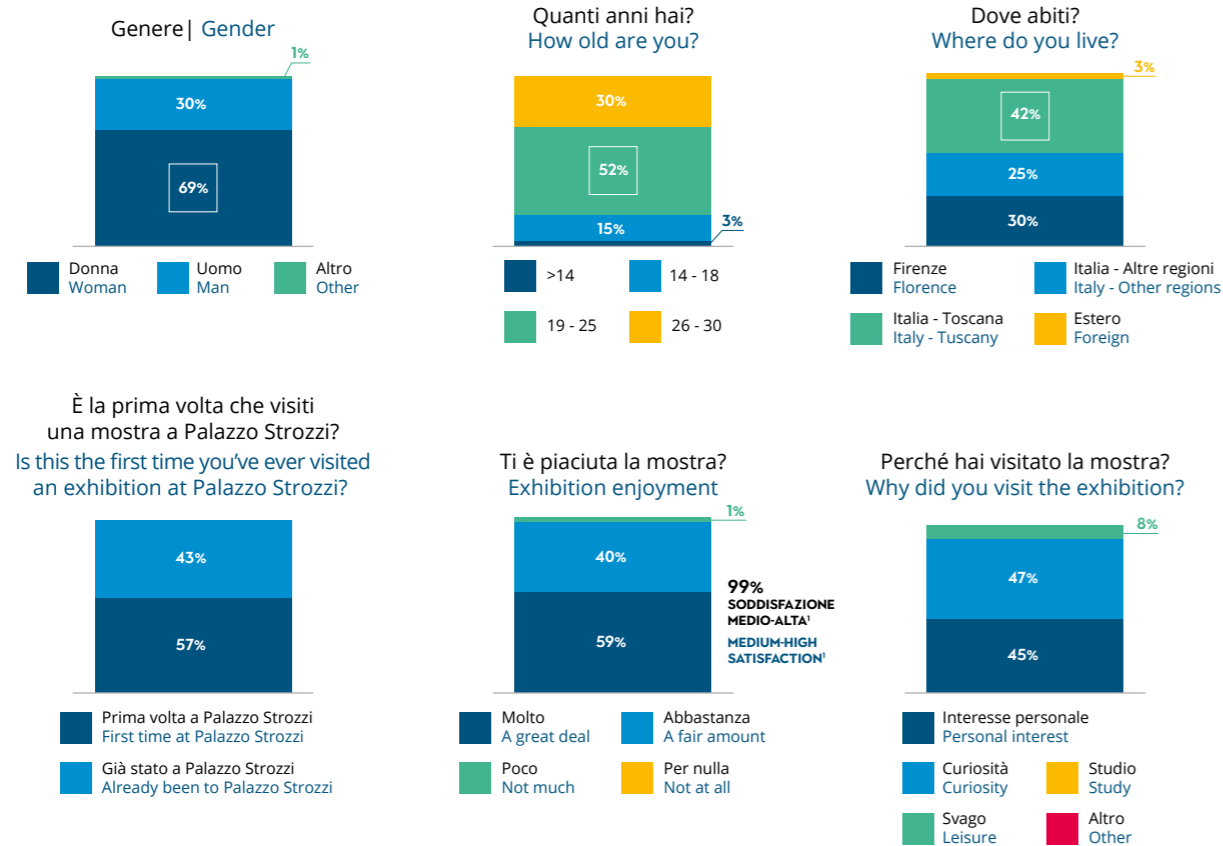 Genere| Gender
1%
30%
69%
Donna
Woman
Uomo
Man
Altro
Other
Quanti anni hai?
How old are you?
30%
52%
15%
3%
>14
14 - 18
19 - 25
26 - 30
Dove abiti?
Where do you live?
3%
42%
25%
30%
Firenze
Florence
Italia - Altre regioni
Italy - Other regions
Italia - Toscana
Italy - Tuscany
Estero
Foreign
È la prima volta che visiti
una mostra a Palazzo Strozzi?
Is this the first time you've ever visited
an exhibition at Palazzo Strozzi?
43%
57%
Prima volta a Palazzo Strozzi
First time at Palazzo Strozzi
Già stato a Palazzo Strozzi
Already been to Palazzo Strozzi
Ti è piaciuta la mostra?
Exhibition enjoyment
1%
40%
59%
99%
SODDISFAZIONE
MEDIO-ALTA¹
MEDIUM-HIGH
SATISFACTION¹
Molto
A great deal
Abbastanza
A fair amount
Poco
Not much
Per nulla
Not at all
Perché hai visitato la mostra?
Why did you visit the exhibition?
8%
47%
45%
Interesse personale
Personal interest
Curiosità
Curiosity
Studio
Study
Svago
Leisure
Altro
Other